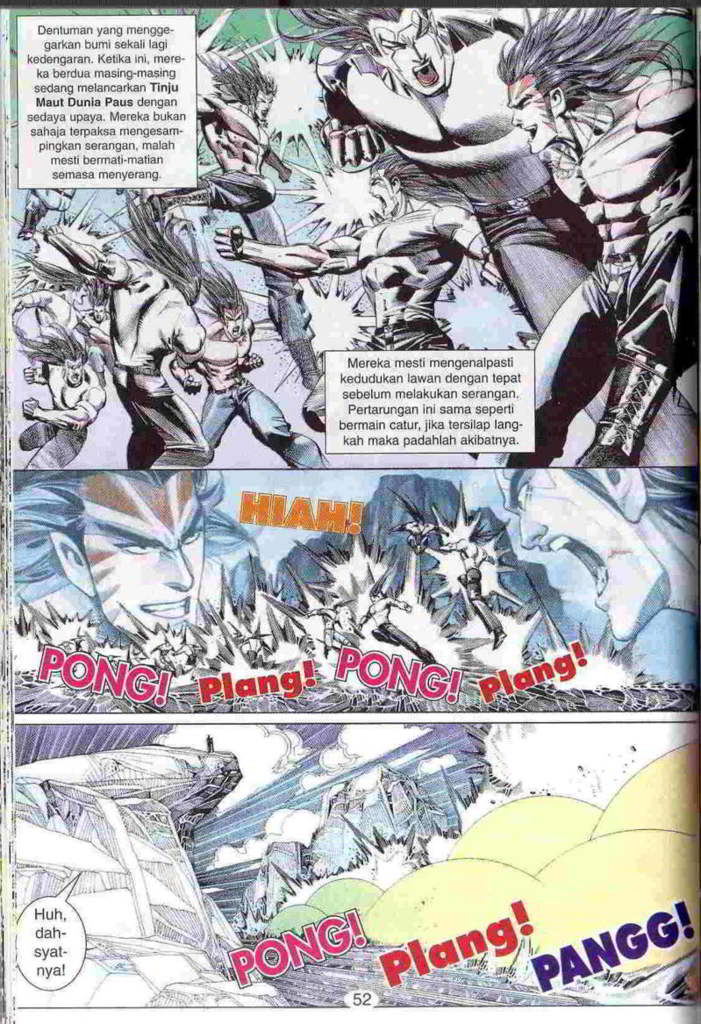 Dentuman yang mengge-
garkan bumi sekali lagi
kedengaran. Ketika ini, mere-
ka berdua masing-masing
sedang melancarkan Tinju
Maut Dunia Paus dengan
sedaya upaya. Mereka bukan
sahaja terpaksa mengesam-
pingkan serangan, malah
mesti bermati-matian
semasa menyerang.
Mereka mesti mengenalpasti
kedudukan lawan dengan tepat
sebelum melakukan serangan.
Pertarungan ini sama seperti
bermain catur, jika tersilap lang-
kah maka padahlah akibatnya.
HIAH!
PONG!
Plang!
PONG!
Plang!
Huh,
dah-
syat-
nya!
PONG!
Plang!
PANGG!
52